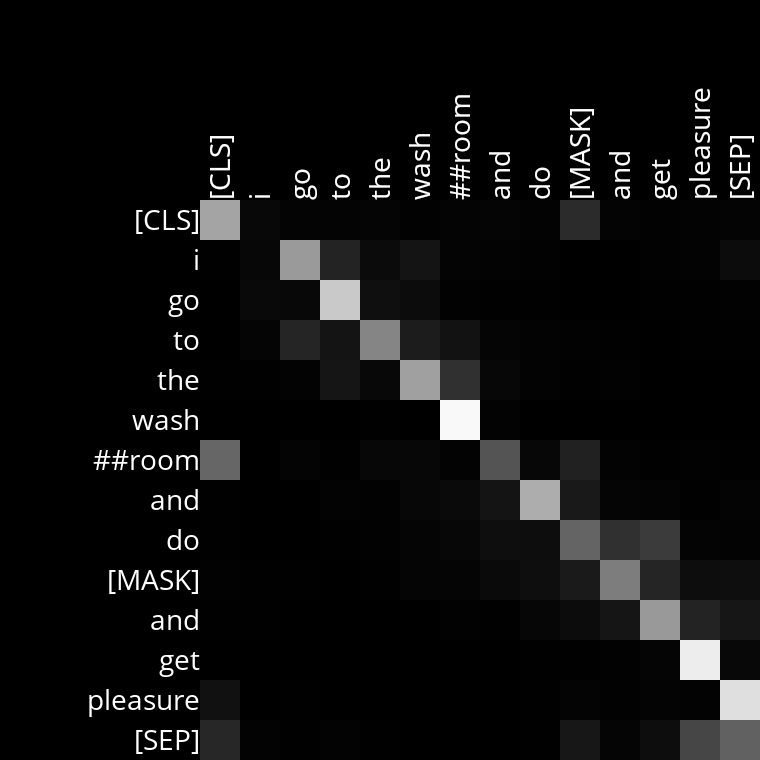 [CLS] i go to the wash ##room and do [MASK] and get pleasure [SEP]
[CLS]
i
go
to
the
wash
##room
and
do
[MASK]
and
get
pleasure
[SEP]